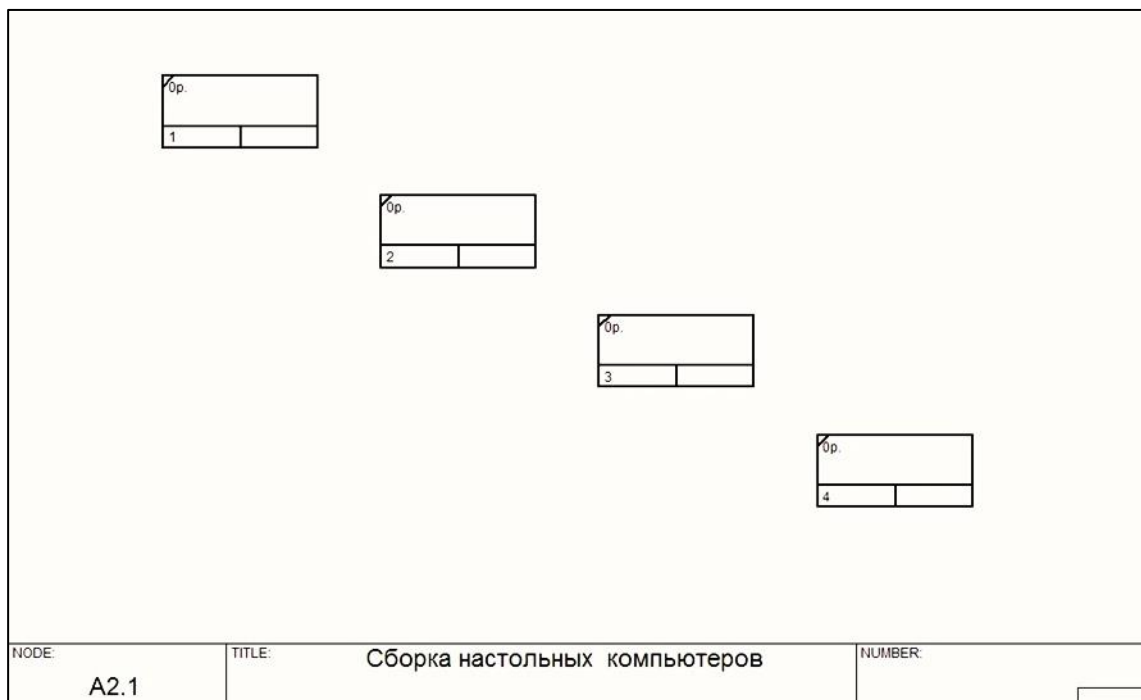 0р.
1
0р.
2
0р.
3
0р.
4
NODE:
TITLE:
Сборка настольных компьютеров
NUMBER:
A2.1